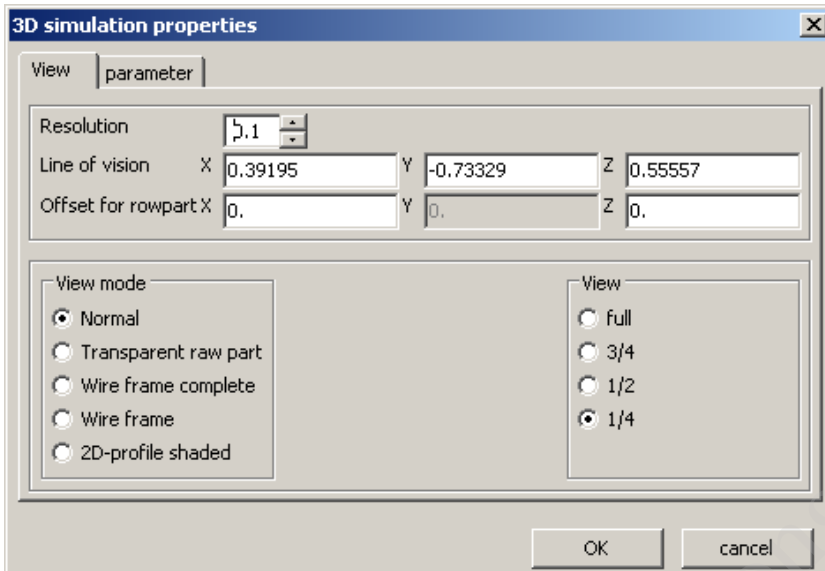 3D simulation properties
View parameter
Resolution 0.1
Line of vision X 0.39195 Y -0.73329 Z 0.55557
Offset for rowpart X 0. Y 0. Z 0.
View mode
Normal
Transparent raw part
Wire frame complete
Wire frame
2D-profile shaded
View
full
3/4
1/2
1/4
OK cancel